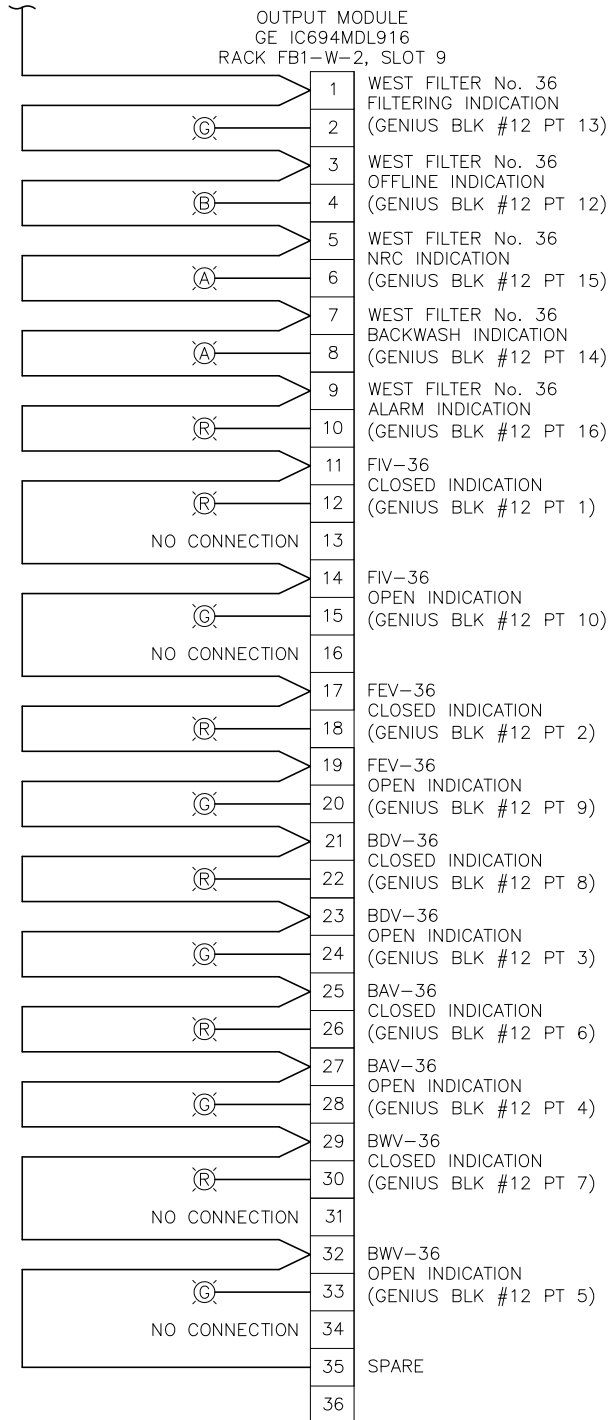 OUTPUT MODULE
GE IC694MDL916
RACK FB1-W-2, SLOT 9
1 WEST FILTER No. 36
FILTERING INDICATION
G 2 (GENIUS BLK #12 PT 13)
3 WEST FILTER No. 36
OFFLINE INDICATION
B 4 (GENIUS BLK #12 PT 12)
5 WEST FILTER No. 36
NRC INDICATION
A 6 (GENIUS BLK #12 PT 15)
7 WEST FILTER No. 36
BACKWASH INDICATION
A 8 (GENIUS BLK #12 PT 14)
9 WEST FILTER No. 36
ALARM INDICATION
R 10 (GENIUS BLK #12 PT 16)
11 FIV-36
CLOSED INDICATION
R 12 (GENIUS BLK #12 PT 1)
NO CONNECTION 13
14 FIV-36
OPEN INDICATION
G 15 (GENIUS BLK #12 PT 10)
NO CONNECTION 16
17 FEV-36
CLOSED INDICATION
R 18 (GENIUS BLK #12 PT 2)
19 FEV-36
OPEN INDICATION
G 20 (GENIUS BLK #12 PT 9)
21 BDV-36
CLOSED INDICATION
R 22 (GENIUS BLK #12 PT 8)
23 BDV-36
OPEN INDICATION
G 24 (GENIUS BLK #12 PT 3)
25 BAV-36
CLOSED INDICATION
R 26 (GENIUS BLK #12 PT 6)
27 BAV-36
OPEN INDICATION
G 28 (GENIUS BLK #12 PT 4)
29 BWV-36
CLOSED INDICATION
R 30 (GENIUS BLK #12 PT 7)
NO CONNECTION 31
32 BWV-36
OPEN INDICATION
G 33 (GENIUS BLK #12 PT 5)
NO CONNECTION 34
35 SPARE
36